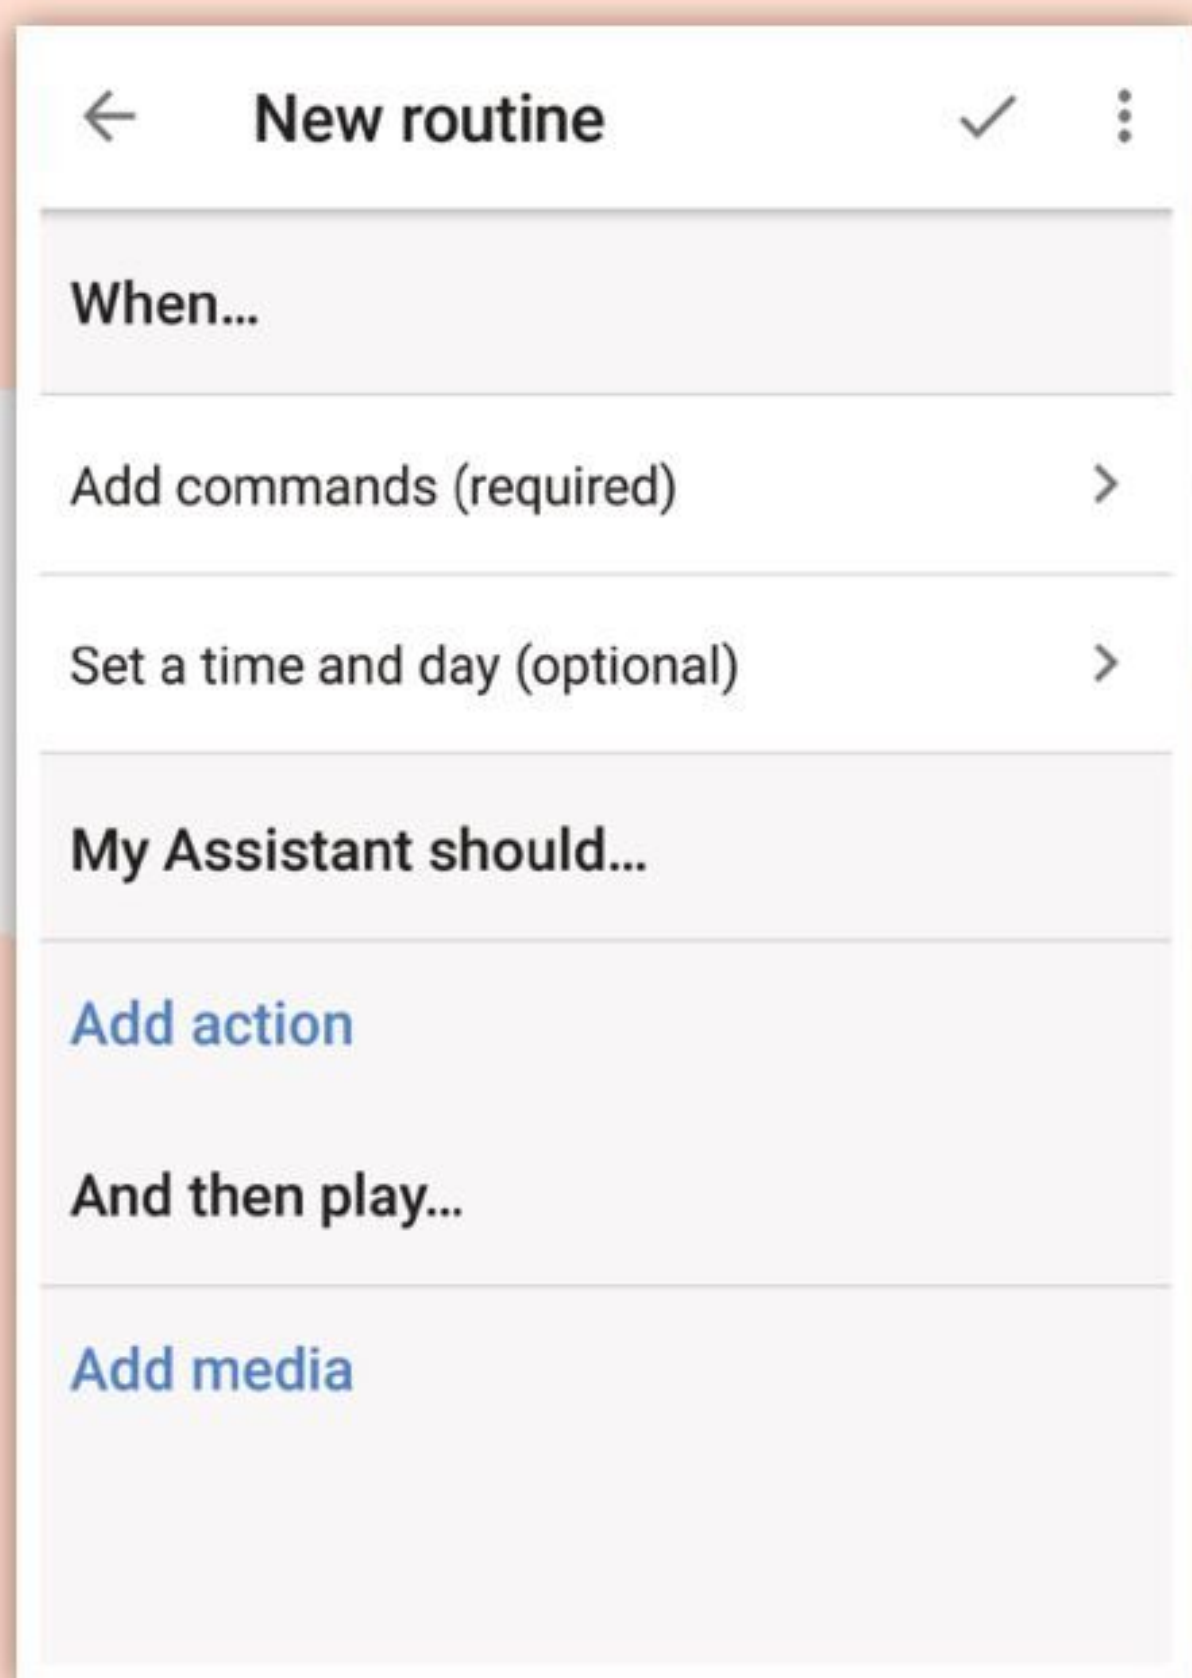 New routine
When...
Add commands (required)
Set a time and day (optional)
My Assistant should...
Add action
And then play...
Add media